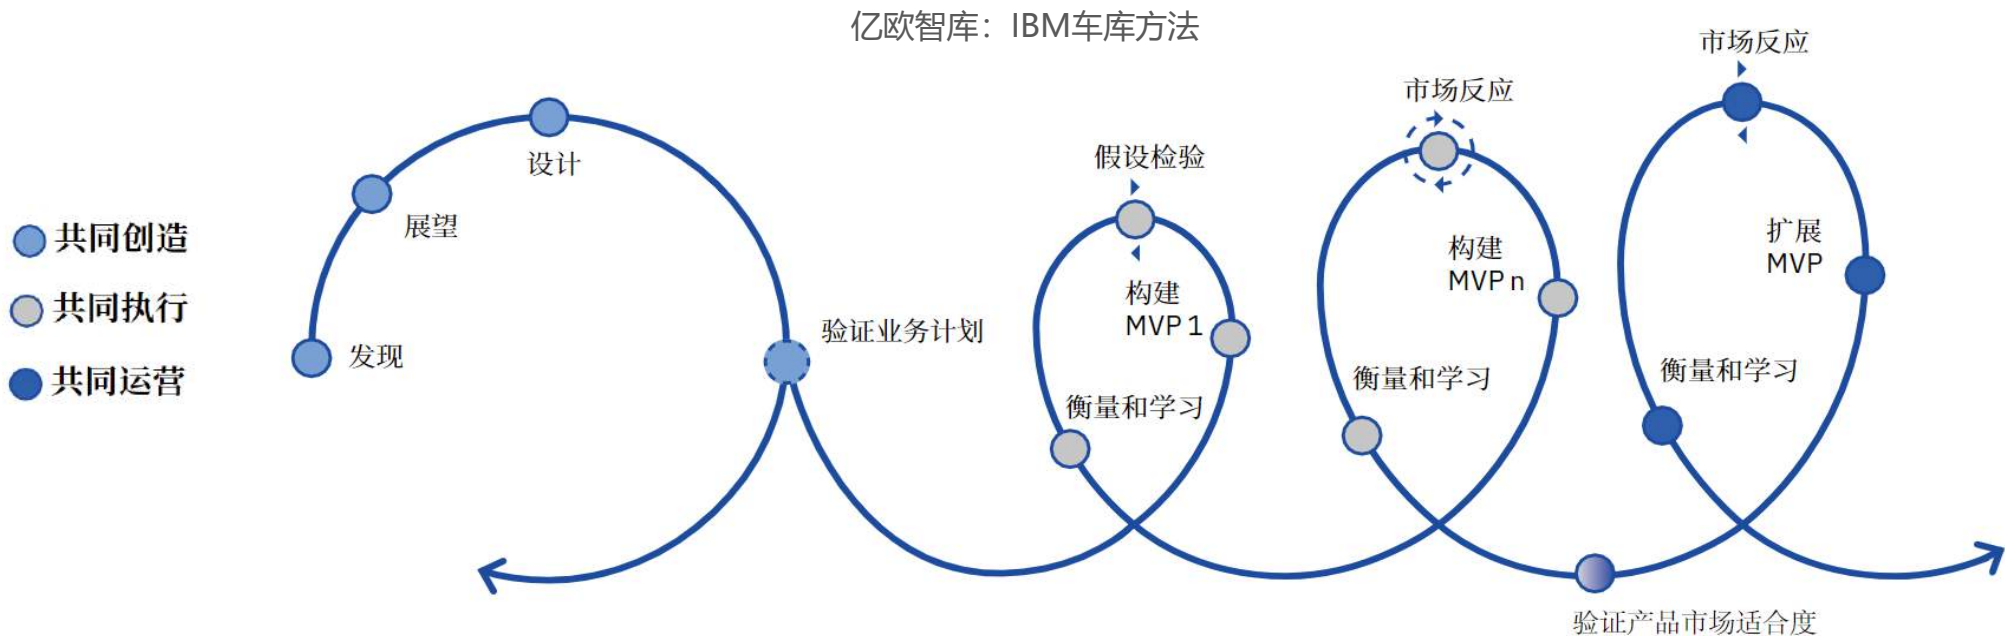 亿欧智库：IBM车库方法
共同创造
共同执行
共同运营
发现
展望
设计
验证业务计划
假设检验
构建
MVP 1
衡量和学习
市场反应
构建
MVP n
衡量和学习
验证产品市场适合度
市场反应
扩展
MVP
衡量和学习